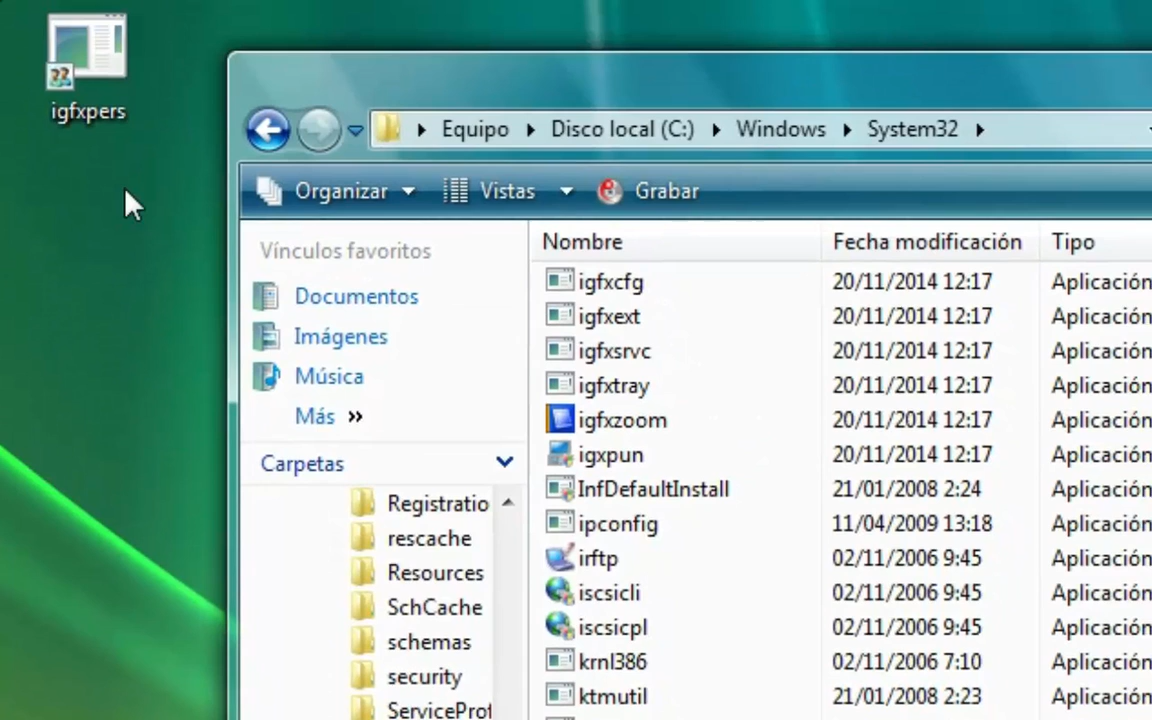 igfxpers
Equipo Disco local (C:) Windows System32
Organizar Vistas Grabar
Vínculos favoritos
Documentos
Imágenes
Música
Más »
Carpetas
Registratio
rescache
Resources
SchCache
schemas
security
ServiceProf
Nombre Fecha modificación Tipo
igfxcfg 20/11/2014 12:17 Aplicación
igfxext 20/11/2014 12:17 Aplicación
igfxsrvc 20/11/2014 12:17 Aplicación
igfxtray 20/11/2014 12:17 Aplicación
igfxzoom 20/11/2014 12:17 Aplicación
igxpun 20/11/2014 12:17 Aplicación
InfDefaultInstall 21/01/2008 2:24 Aplicación
ipconfig 11/04/2009 13:18 Aplicación
irftp 02/11/2006 9:45 Aplicación
iscsicli 02/11/2006 9:45 Aplicación
iscsicpl 02/11/2006 9:45 Aplicación
krnl386 02/11/2006 7:10 Aplicación
ktmutil 21/01/2008 2:23 Aplicación